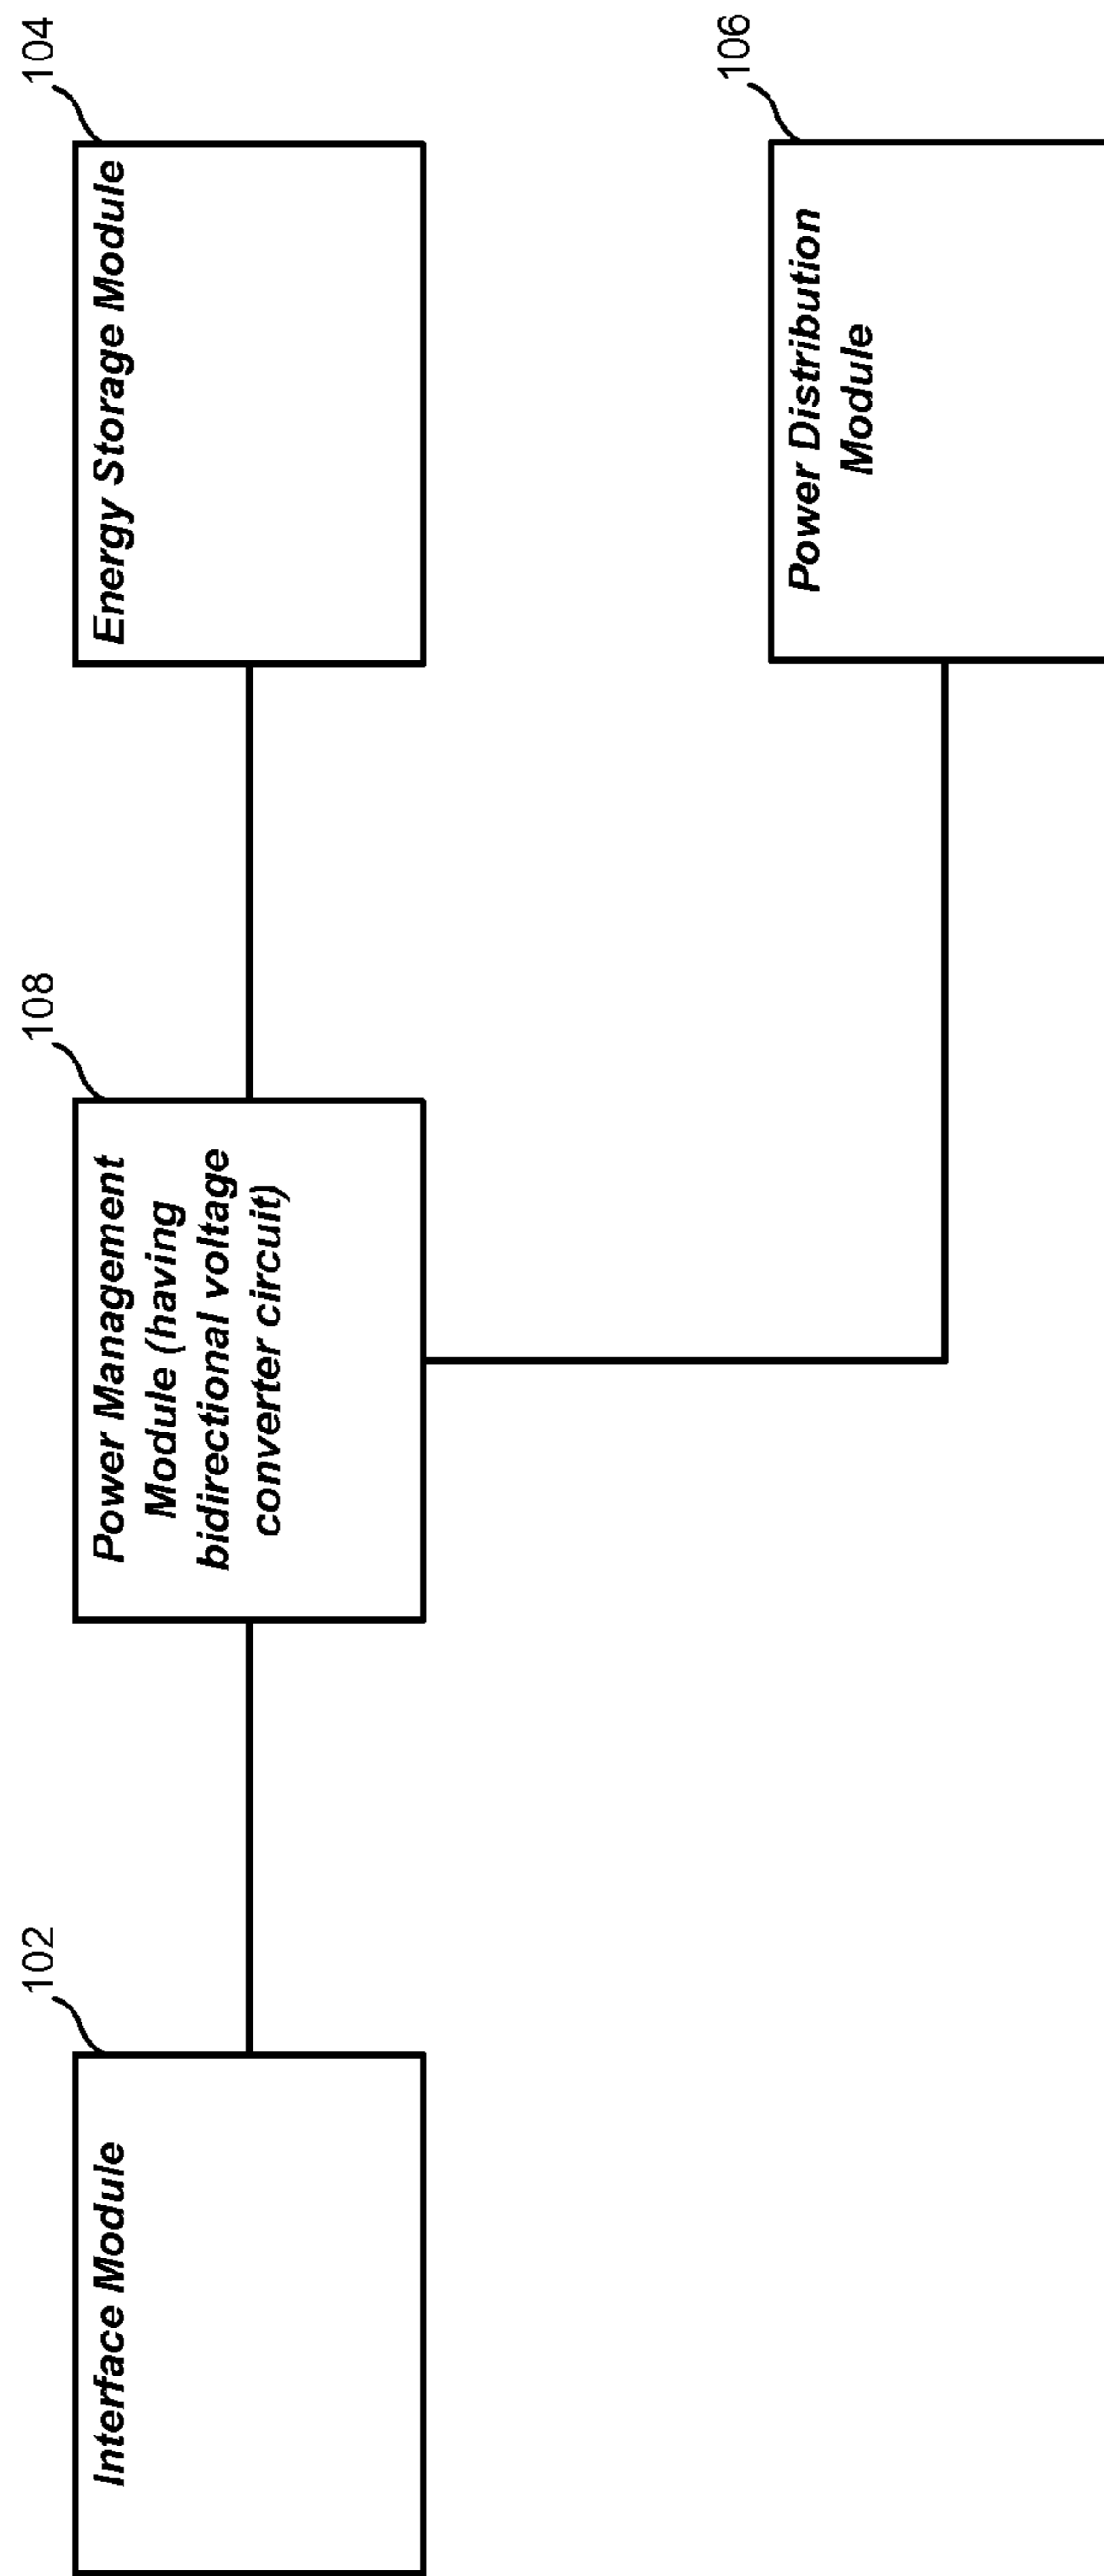 102
Interface Module
108
Power Management
Module (having
bidirectional voltage
converter circuit)
104
Energy Storage Module
106
Power Distribution
Module